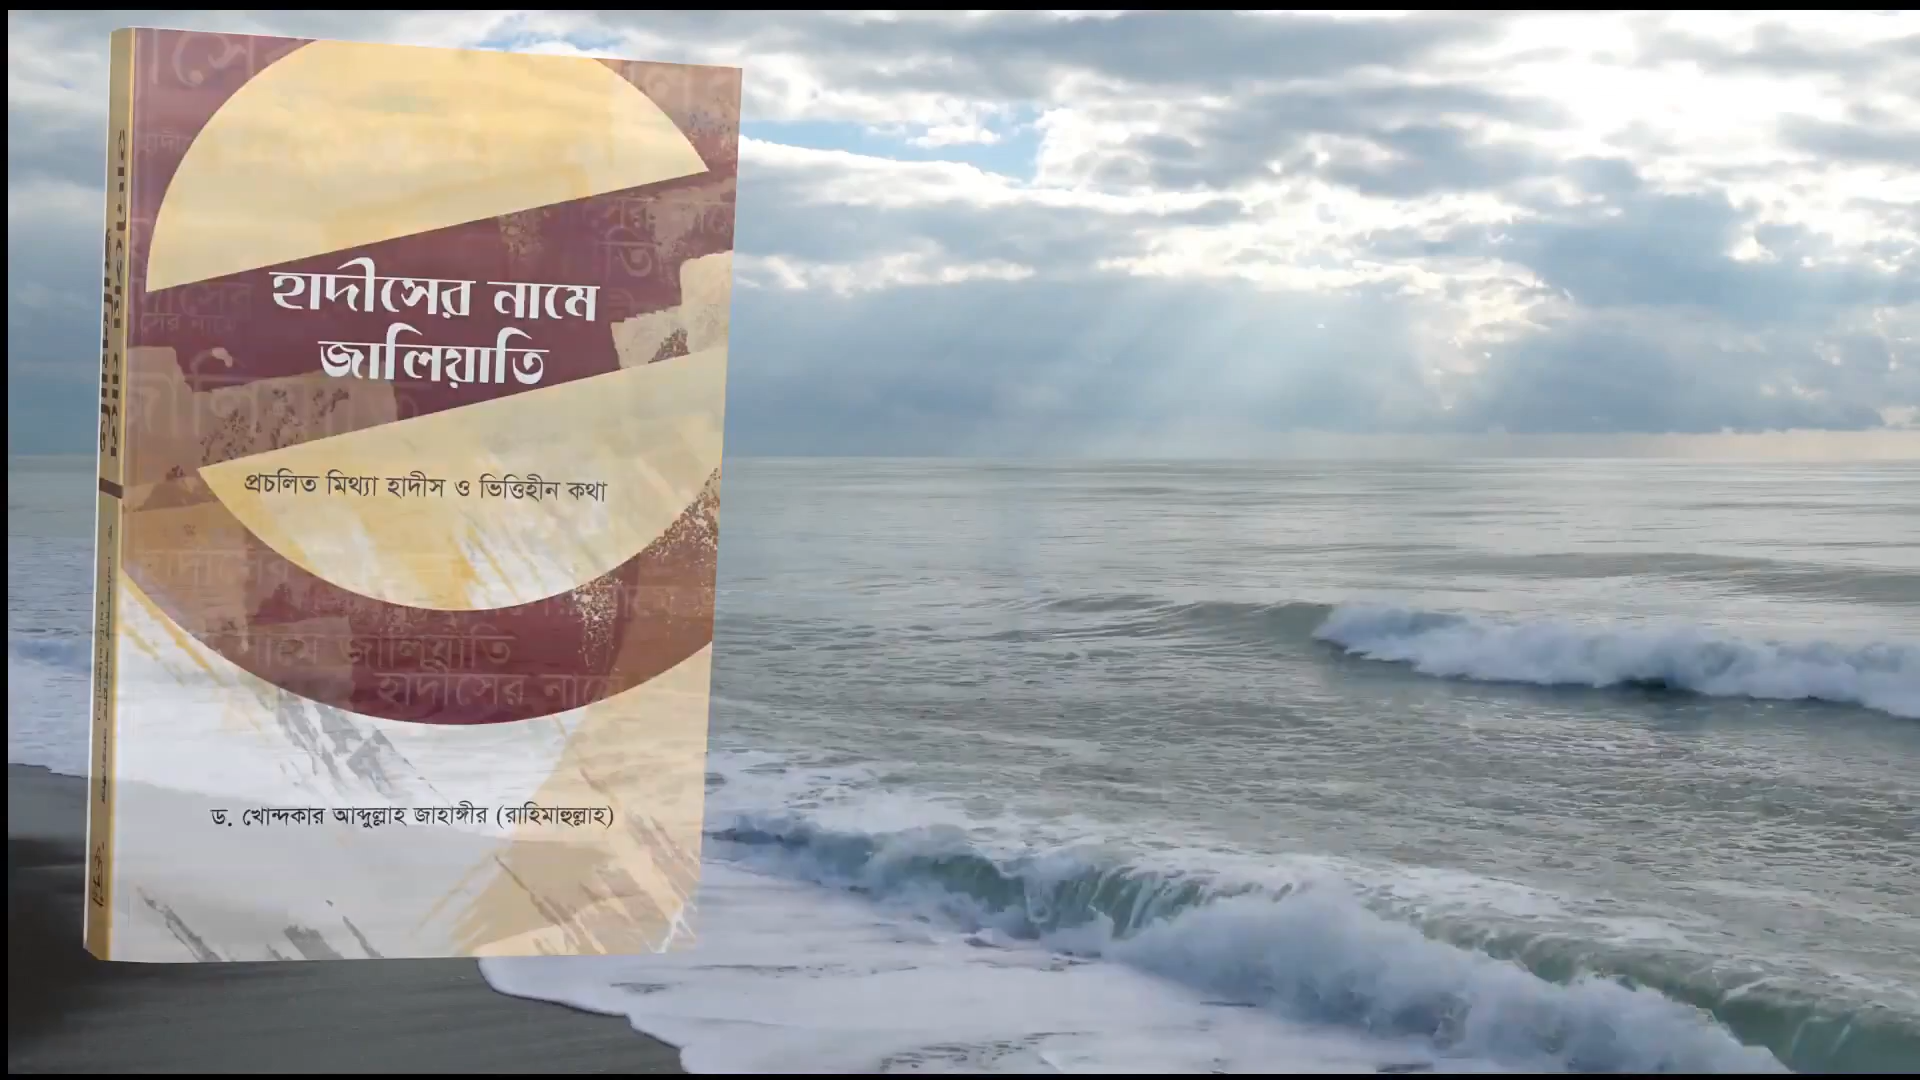 হাদীসের নামে
জালিয়াতি
প্রচলিত মিথ্যা হাদীস ও ভিত্তিহীন কথা
ড. খোন্দকার আব্দুল্লাহ জাহাঙ্গীর (রাহিমাহুল্লাহ)